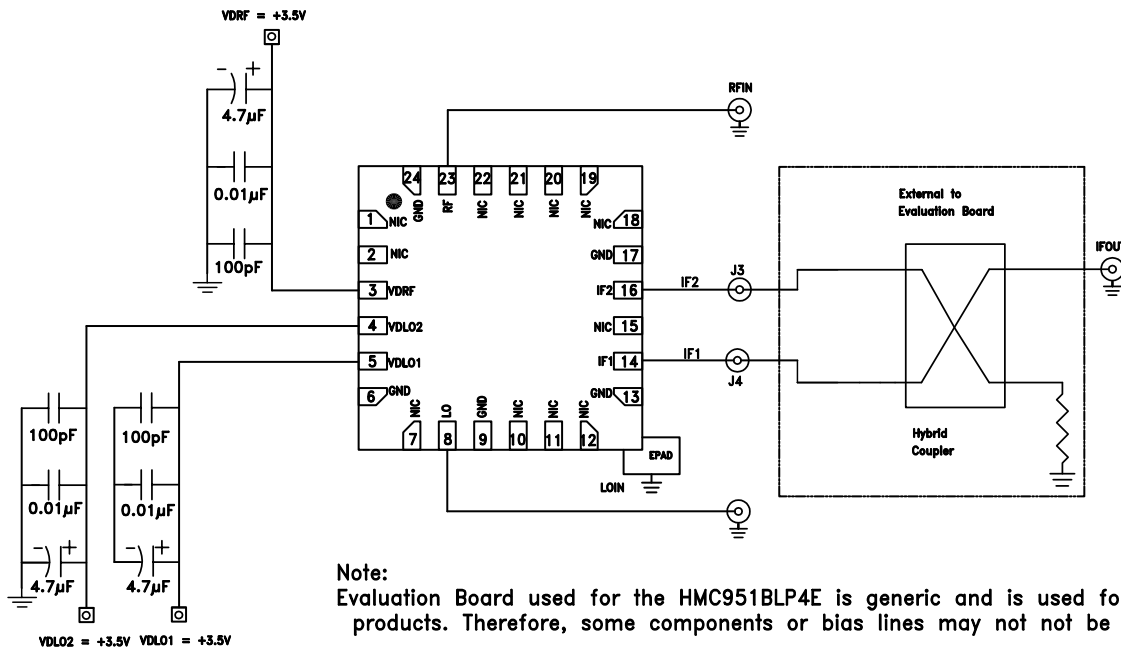 VDRF = +3.5V
- +
4.7µF
0.01µF
100pF
RFIN
24 23 22 21 20 19
GND RF NIC NIC NIC NIC
1 NIC
2 NIC
3 VDRF
4 VDLO2
5 VDLO1
6 GND
NIC 18
GND 17
IF2 16
NIC 15
IF1 14
GND 13
NIC LO GND NIC NIC NIC
7 8 9 10 11 12
EPAD
LOIN
IF2
J3
IF1
J4
External to
Evaluation Board
Hybrid
Coupler
IFOUT
100pF 100pF
0.01µF 0.01µF
- + - +
4.7µF 4.7µF
VDLO2 = +3.5V VDLO1 = +3.5V
Note:
Evaluation Board used for the HMC951BLP4E is generic and is used fo
products. Therefore, some components or bias lines may not not be